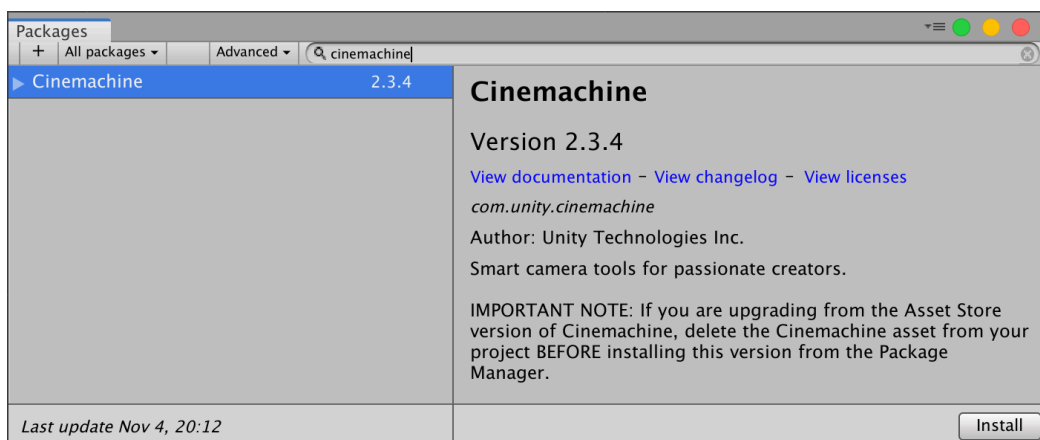 Packages
+ All packages Advanced cinemachine
Cinemachine 2.3.4
Cinemachine
Version 2.3.4
View documentation - View changelog - View licenses
com.unity.cinemachine
Author: Unity Technologies Inc.
Smart camera tools for passionate creators.
IMPORTANT NOTE: If you are upgrading from the Asset Store
version of Cinemachine, delete the Cinemachine asset from your
project BEFORE installing this version from the Package
Manager.
Last update Nov 4, 20:12
Install